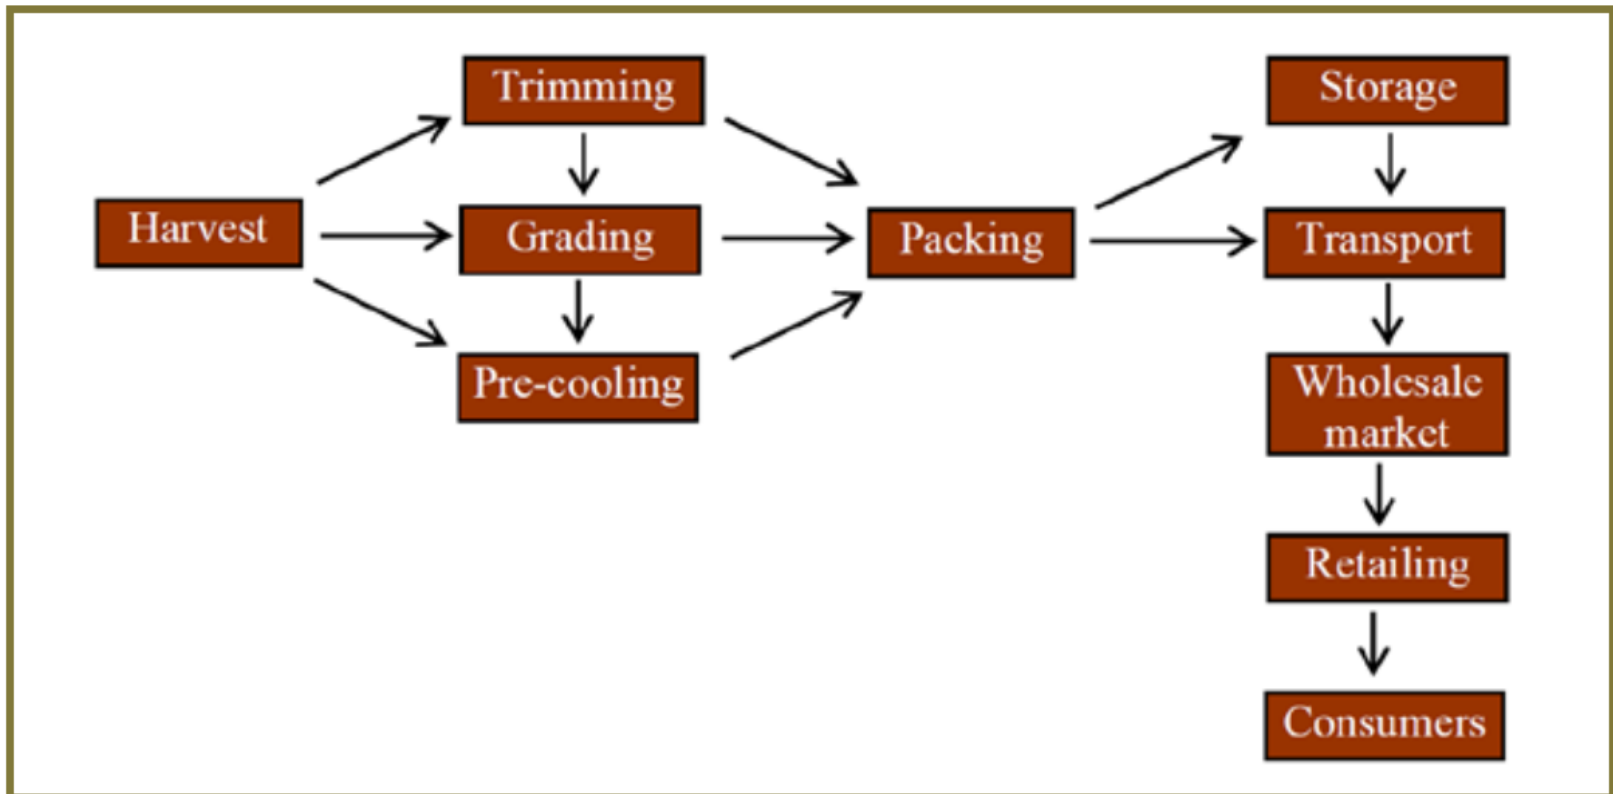 Trimming
Storage
Harvest
Grading
Packing
Transport
Pre-cooling
Wholesale
market
Retailing
Consumers